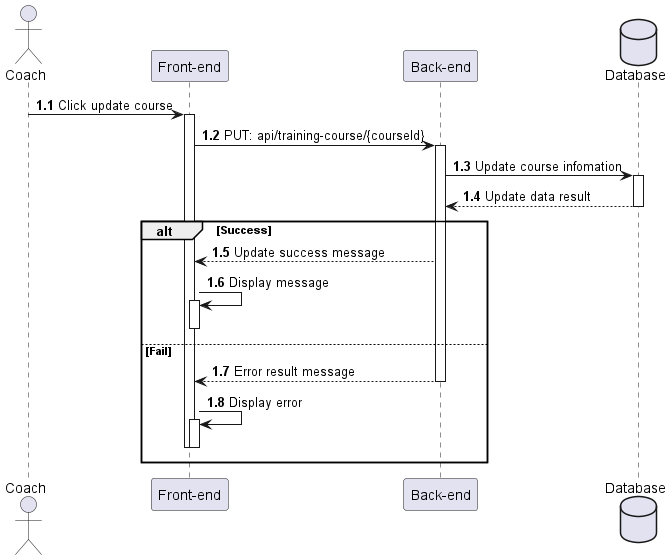 Coach
Front-end
Back-end
Database
1.1 Click update course
1.2 PUT: api/training-course/{courseId}
1.3 Update course infomation
1.4 Update data result
alt [Success]
1.5 Update success message
1.6 Display message
[Fail]
1.7 Error result message
1.8 Display error
Coach
Front-end
Back-end
Database